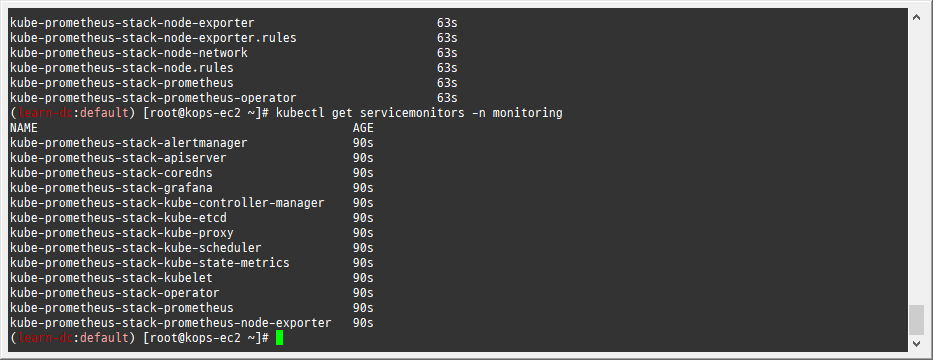 kube-prometheus-stack-node-exporter 63s
kube-prometheus-stack-node-exporter.rules 63s
kube-prometheus-stack-node-network 63s
kube-prometheus-stack-node.rules 63s
kube-prometheus-stack-prometheus 63s
kube-prometheus-stack-prometheus-operator 63s
(learn-dt:default) [root@kops-ec2 ~]# kubectl get servicemonitors -n monitoring
NAME AGE
kube-prometheus-stack-alertmanager 90s
kube-prometheus-stack-apiserver 90s
kube-prometheus-stack-coredns 90s
kube-prometheus-stack-grafana 90s
kube-prometheus-stack-kube-controller-manager 90s
kube-prometheus-stack-kube-etcd 90s
kube-prometheus-stack-kube-proxy 90s
kube-prometheus-stack-kube-scheduler 90s
kube-prometheus-stack-kube-state-metrics 90s
kube-prometheus-stack-kubelet 90s
kube-prometheus-stack-operator 90s
kube-prometheus-stack-prometheus 90s
kube-prometheus-stack-prometheus-node-exporter 90s
(learn-dt:default) [root@kops-ec2 ~]#